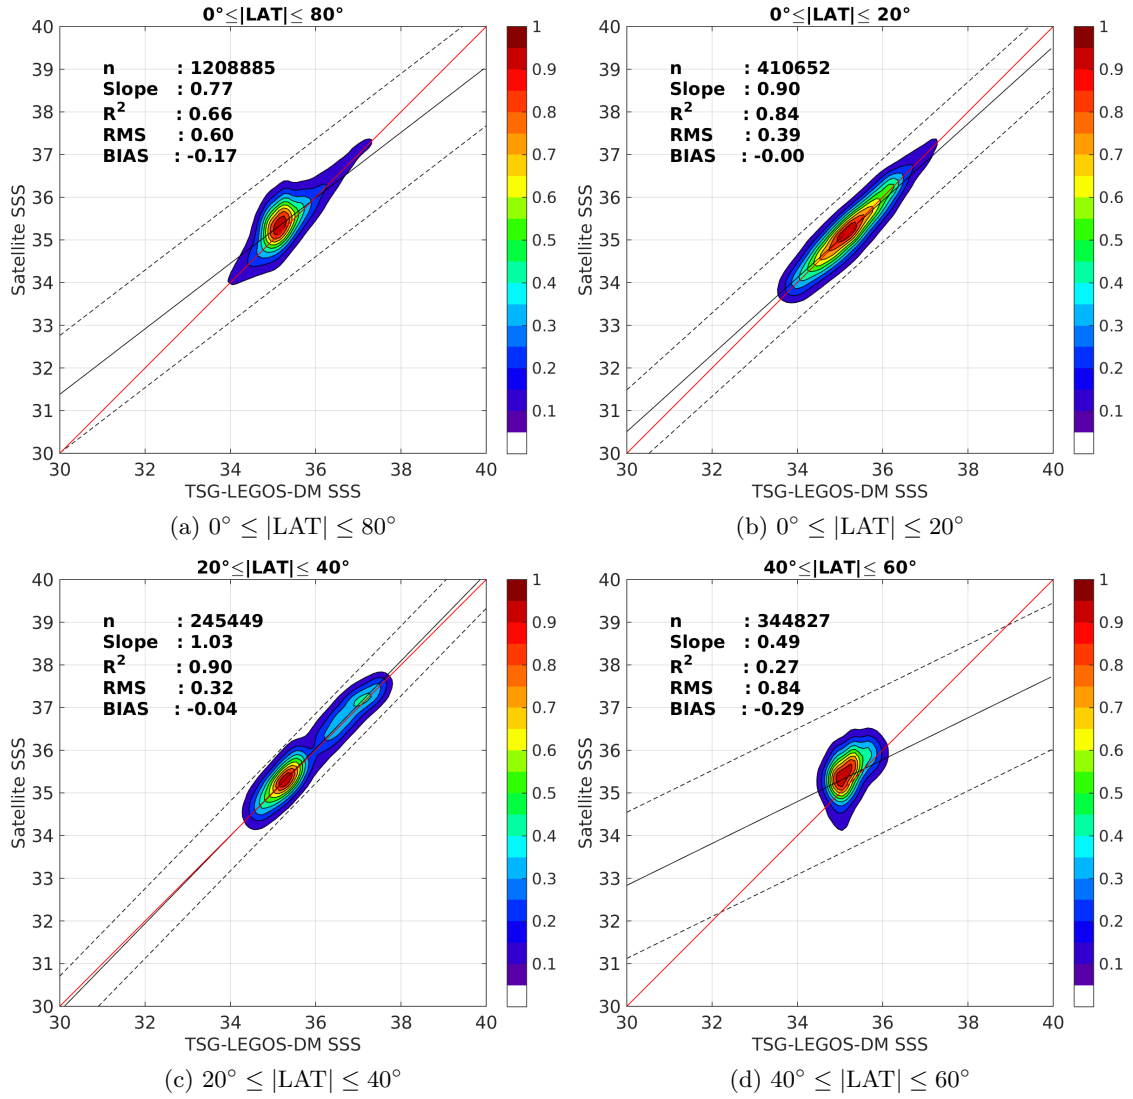 0°≤|LAT|≤ 80°
n : 1208885
Slope : 0.77
R² : 0.66
RMS : 0.60
BIAS : -0.17
Satellite SSS
40
39
38
37
36
35
34
33
32
31
30
30 32 34 36 38 40
TSG-LEGOS-DM SSS
1
0.9
0.8
0.7
0.6
0.5
0.4
0.3
0.2
0.1
(a) 0° ≤ |LAT| ≤ 80°
0°≤|LAT|≤ 20°
n : 410652
Slope : 0.90
R² : 0.84
RMS : 0.39
BIAS : -0.00
Satellite SSS
40
39
38
37
36
35
34
33
32
31
30
30 32 34 36 38 40
TSG-LEGOS-DM SSS
1
0.9
0.8
0.7
0.6
0.5
0.4
0.3
0.2
0.1
(b) 0° ≤ |LAT| ≤ 20°
20°≤|LAT|≤ 40°
n : 245449
Slope : 1.03
R² : 0.90
RMS : 0.32
BIAS : -0.04
Satellite SSS
40
39
38
37
36
35
34
33
32
31
30
30 32 34 36 38 40
TSG-LEGOS-DM SSS
1
0.9
0.8
0.7
0.6
0.5
0.4
0.3
0.2
0.1
(c) 20° ≤ |LAT| ≤ 40°
40°≤|LAT|≤ 60°
n : 344827
Slope : 0.49
R² : 0.27
RMS : 0.84
BIAS : -0.29
Satellite SSS
40
39
38
37
36
35
34
33
32
31
30
30 32 34 36 38 40
TSG-LEGOS-DM SSS
1
0.9
0.8
0.7
0.6
0.5
0.4
0.3
0.2
0.1
(d) 40° ≤ |LAT| ≤ 60°